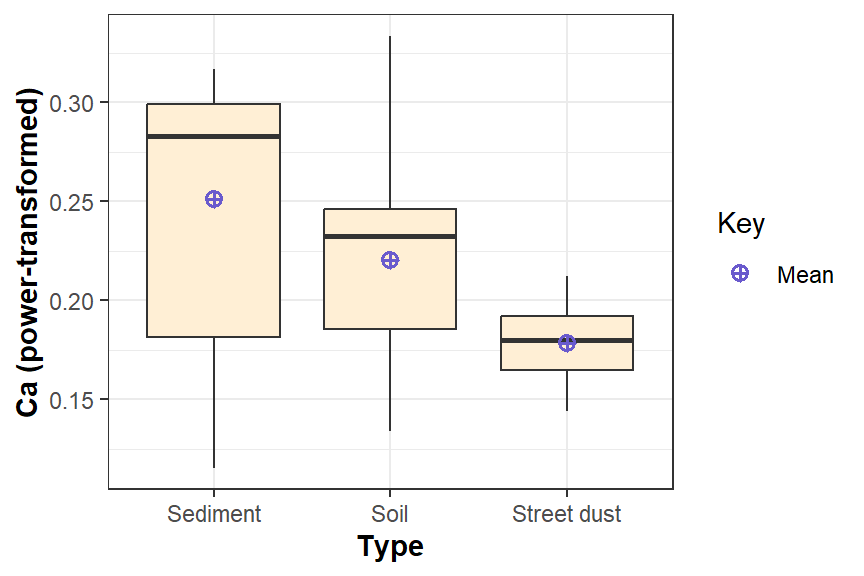 Ca (power-transformed)
0.30
0.25
0.20
0.15
Sediment Soil Street dust
Type
Key
Mean